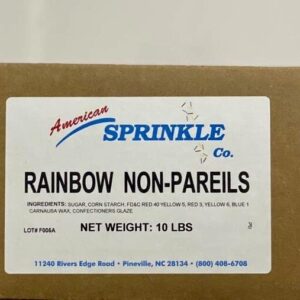 American
SPRINKLE
Co.
RAINBOW NON-PAREILS
INGREDIENTS: SUGAR, CORN STARCH, FD&C RED 40 YELLOW 5, RED 3, YELLOW 6, BLUE 1
CARNAUBA WAX, CONFECTIONERS GLAZE
LOT# F006A NET WEIGHT: 10 LBS
11240 Rivers Edge Road • Pineville, NC 28134 • (800) 408-6708